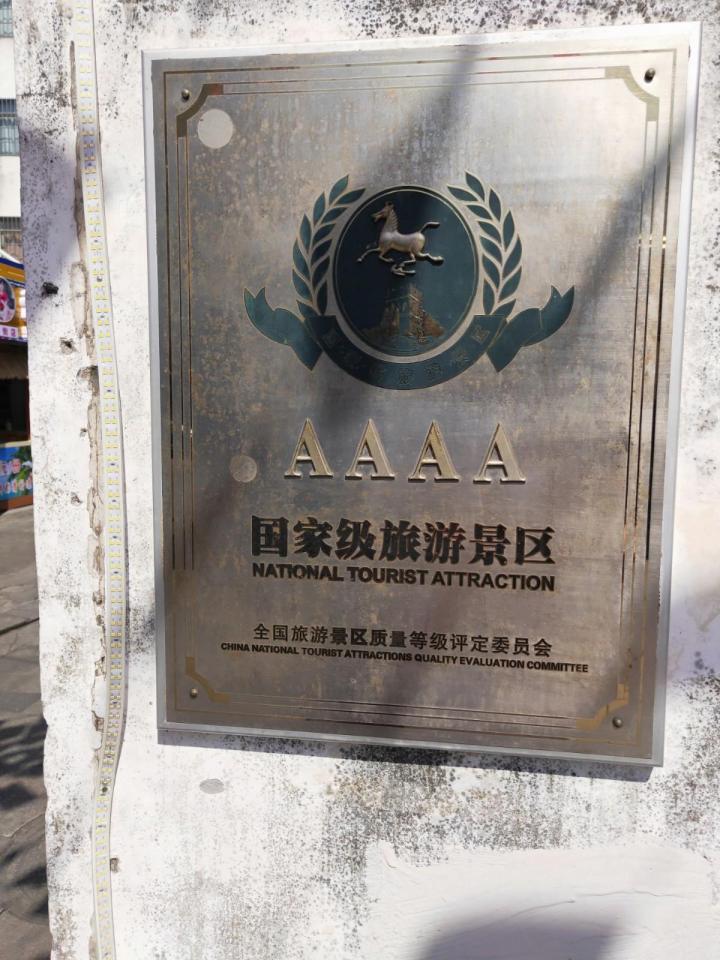 AAAA
国家级旅游景区
NATIONAL TOURIST ATTRACTION
全国旅游景区质量等级评定委员会
CHINA NATIONAL TOURIST ATTRACTIONS QUALITY EVALUATION COMMITTEE